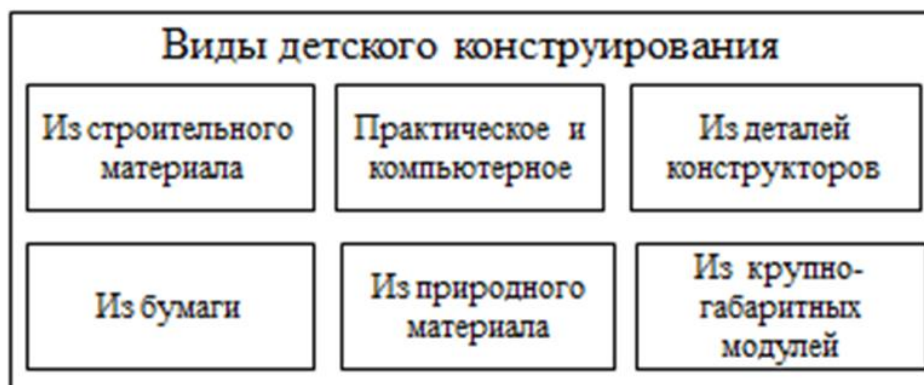 Виды детского конструирования
Из строительного
материала
Практическое и
компьютерное
Из деталей
конструкторов
Из бумаги
Из природного
материала
Из крупно-
габаритных
модулей